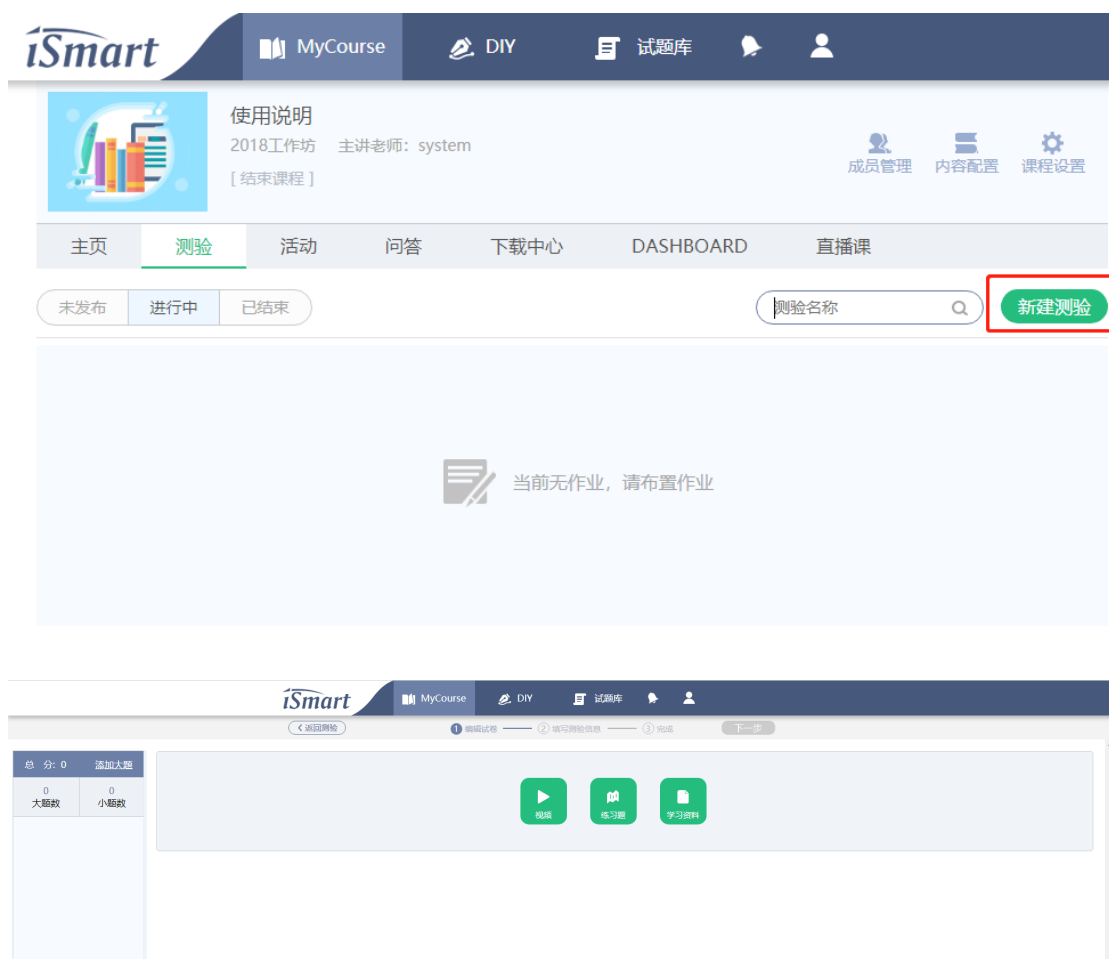 iSmart MyCourse DIY 试题库
使用说明
2018工作坊 主讲老师：system
[ 结束课程 ]
成员管理 内容配置 课程设置
主页 测验 活动 问答 下载中心 DASHBOARD 直播课
未发布 进行中 已结束 测验名称 新建测验
当前无作业，请布置作业
iSmart MyCourse DIY 试题库
返回测验 1 编辑试卷 2 填写测验信息 3 完成 下一步
总 分: 0 添加大题
0 0
大题数 小题数
视频 练习题 学习资料